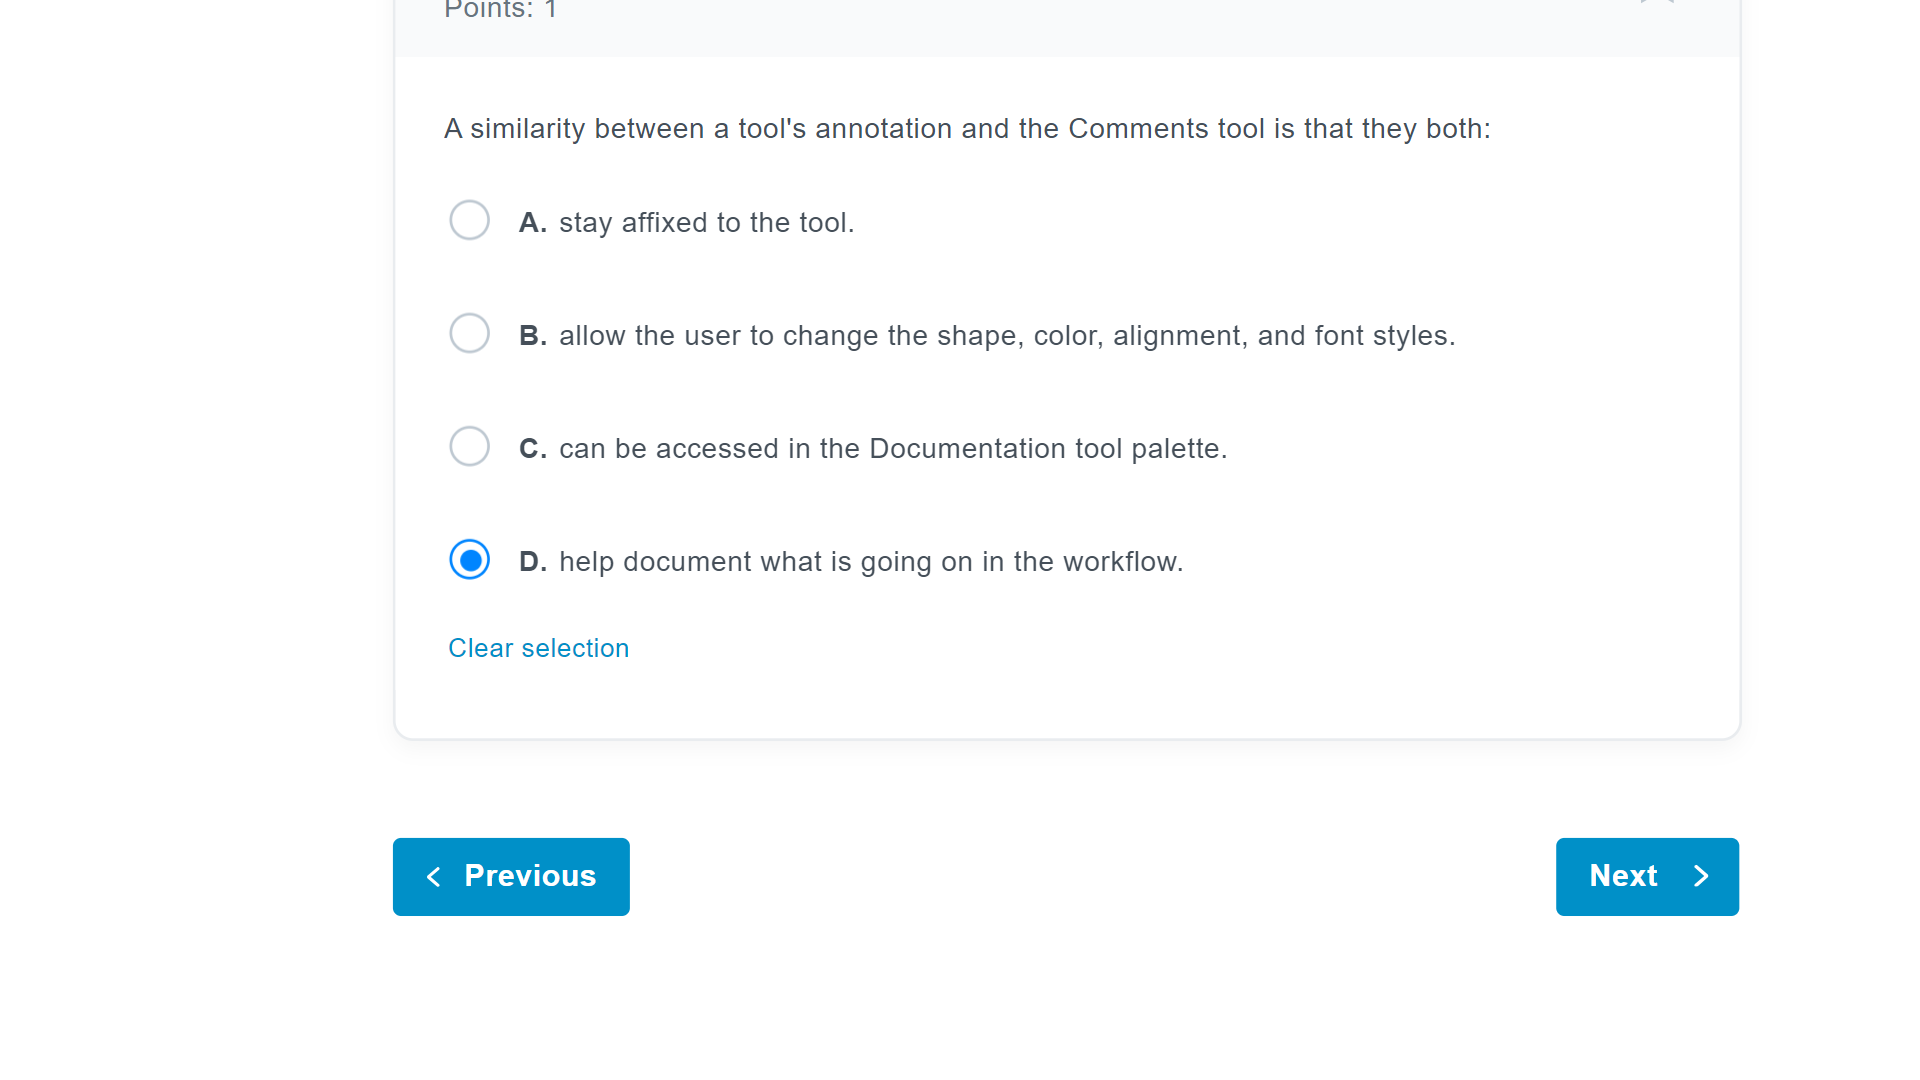 Points: 1
A similarity between a tool's annotation and the Comments tool is that they both:
A. stay affixed to the tool.
B. allow the user to change the shape, color, alignment, and font styles.
C. can be accessed in the Documentation tool palette.
D. help document what is going on in the workflow.
Clear selection
Previous
Next